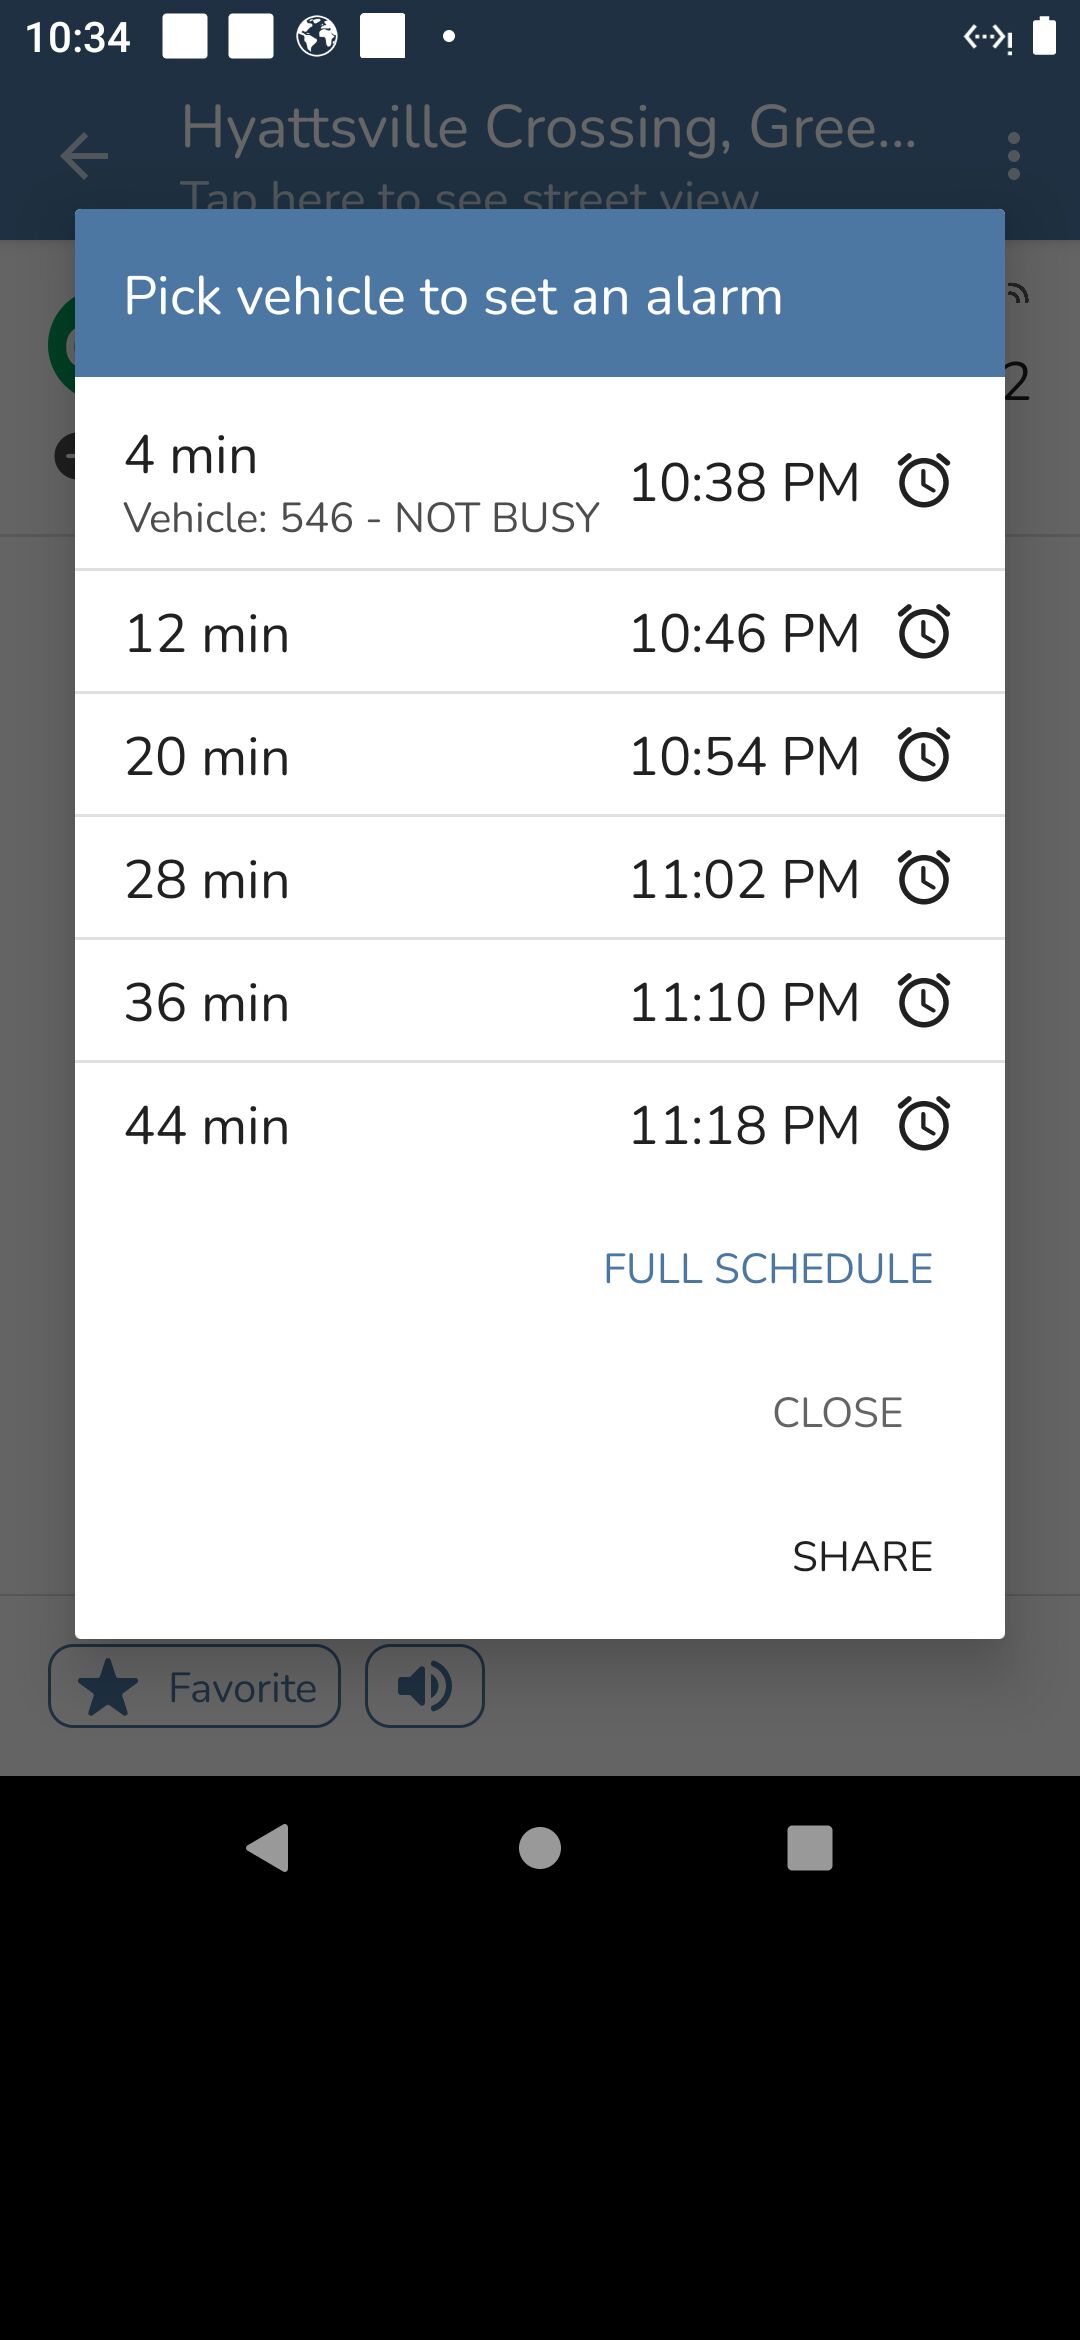 10:34
Hyattsville Crossing, Gree...
Tap here to see street view
Pick vehicle to set an alarm
4 min
Vehicle: 546 - NOT BUSY
10:38 PM
12 min
10:46 PM
20 min
10:54 PM
28 min
11:02 PM
36 min
11:10 PM
44 min
11:18 PM
FULL SCHEDULE
CLOSE
SHARE
Favorite